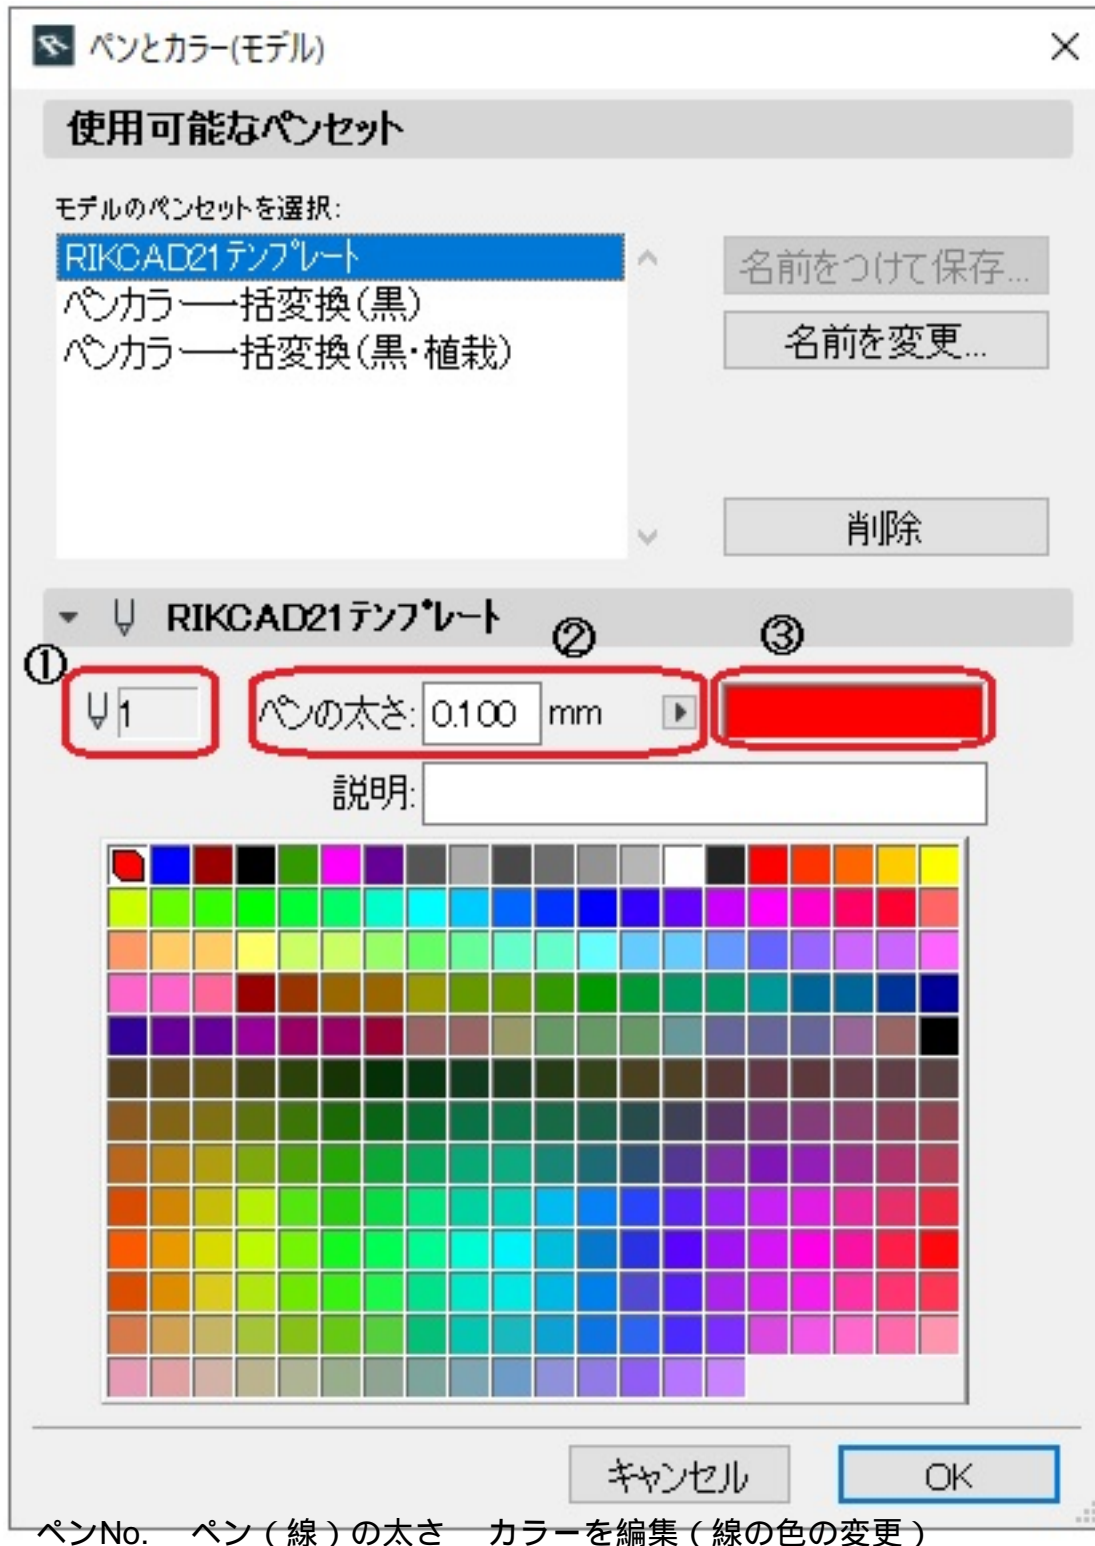 ペンとカラー(モデル)
使用可能なペンセット
モデルのペンセットを選択:
RIKCAD21テンプレート
名前をつけて保存...
ペンカラー一括変換(黒)
名前を変更...
ペンカラー一括変換(黒・植栽)
削除
RIKCAD21テンプレート
① ② ③
1 ペンの太さ: 0.100 mm
説明:
キャンセル OK
ペンNo. ペン(線)の太さ カラーを編集(線の色の変更)